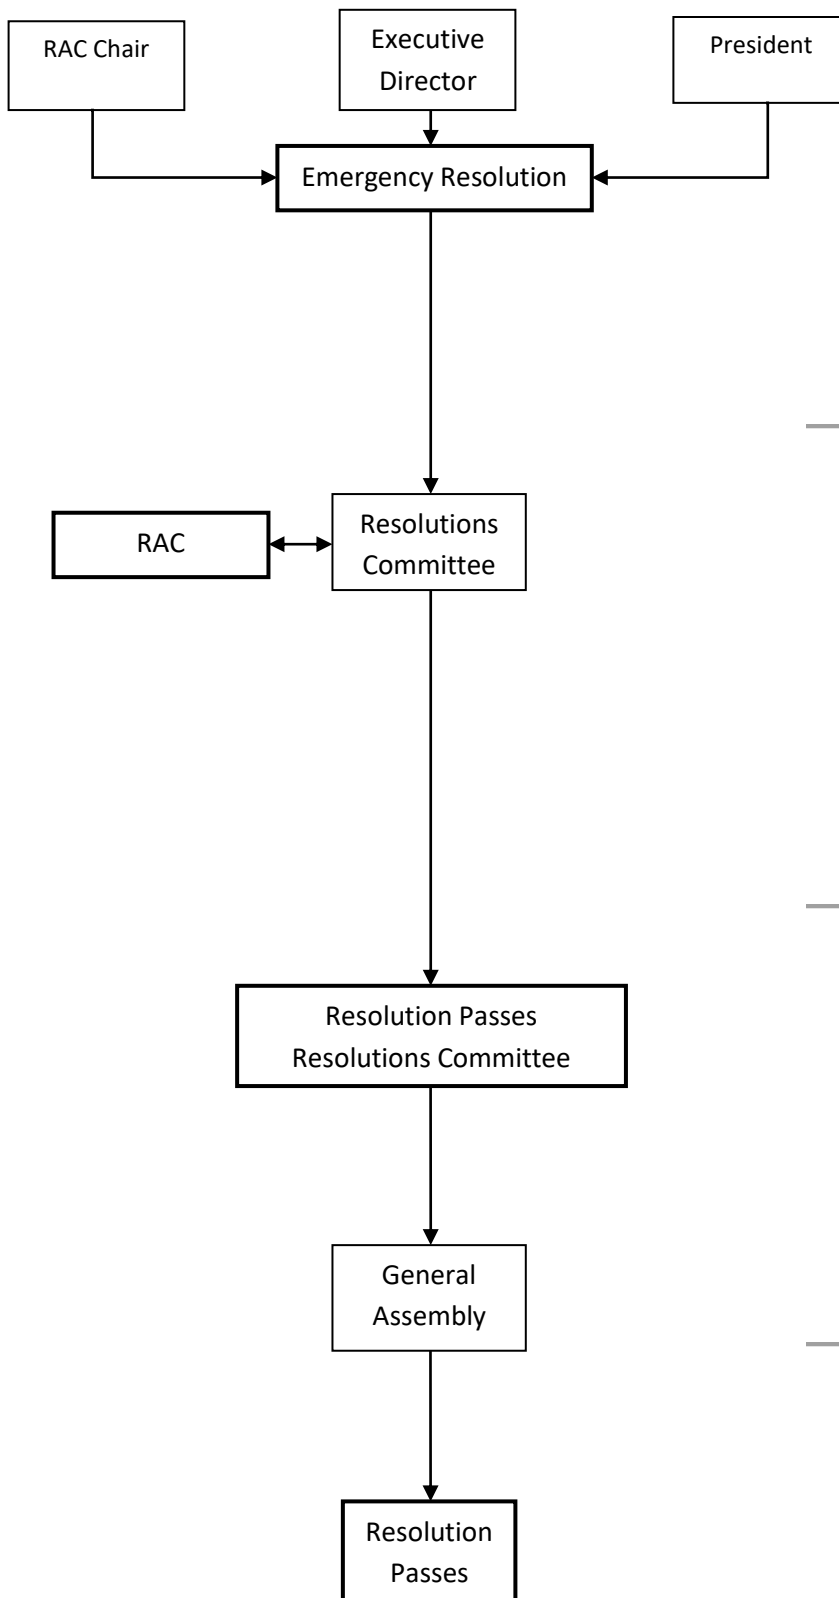 RAC Chair
Executive
Director
President
Emergency Resolution
RAC
Resolutions
Committee
Resolution Passes
Resolutions Committee
General
Assembly
Resolution
Passes